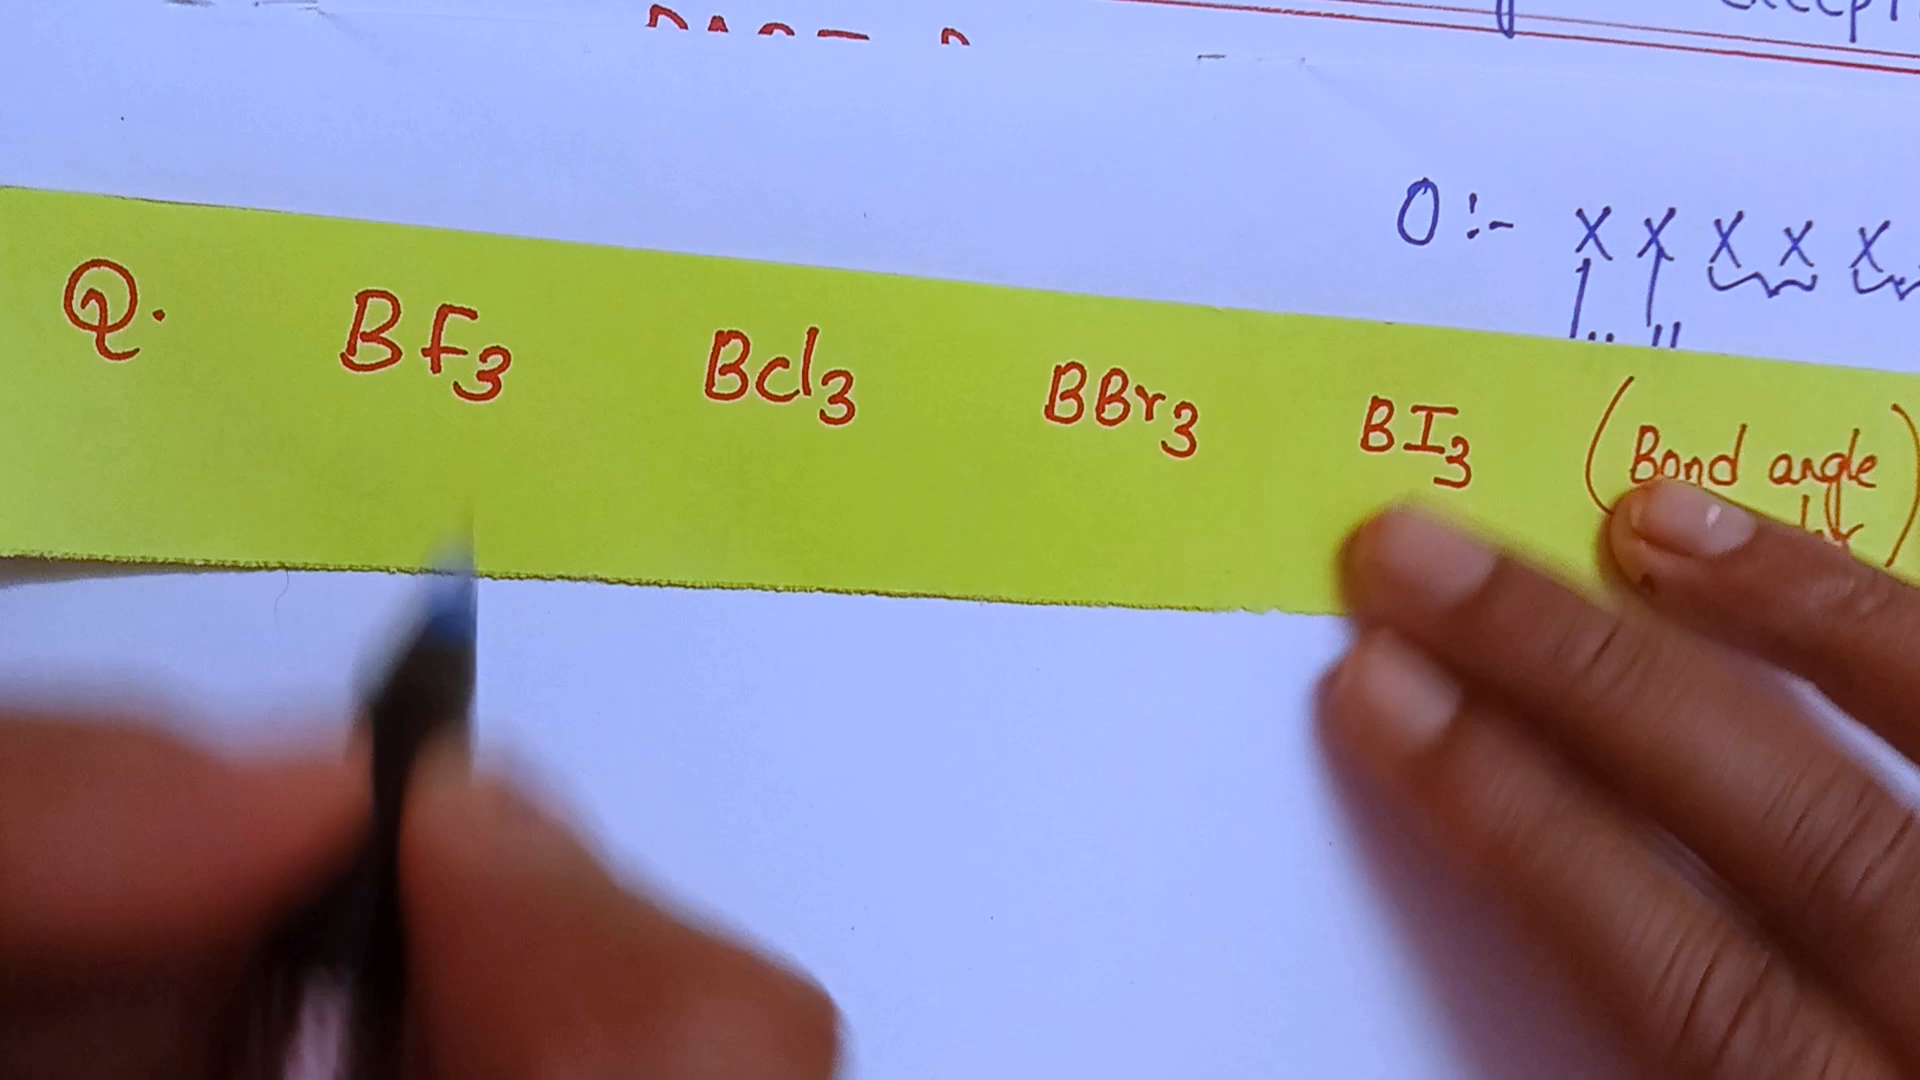 O :- X X X X X
Q. BF3 BCl3 BBr3 BI3 (Bond angle)